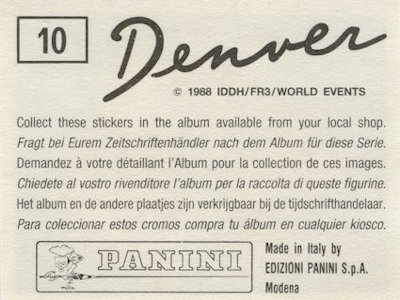 10
Denver
© 1988 IDDH/FR3/WORLD EVENTS
Collect these stickers in the album available from your local shop.
Fragt bei Eurem Zeitschriftenhändler nach dem Album für diese Serie.
Demandez à votre détaillant l'Album pour la collection de ces images.
Chiedete al vostro rivenditore l'album per la raccolta di queste figurine.
Het album en de andere plaatjes zijn verkrijgbaar bij de tijdschrifthandelaar.
Para coleccionar estos cromos compra tu álbum en cualquier kiosco.
PANINI
Made in Italy by
EDIZIONI PANINI S.p.A.
Modena